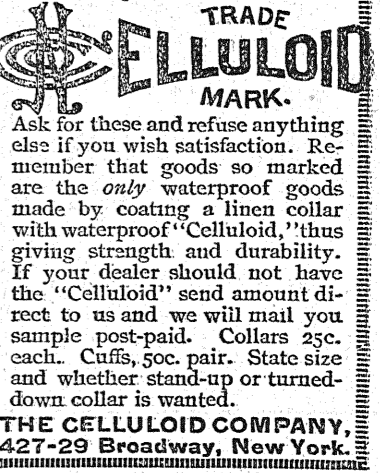 TRADE
CELLULOID
MARK.
Ask for these and refuse anything
else if you wish satisfaction. Re-
member that goods so marked
are the only waterproof goods
made by coating a linen collar
with waterproof "Celluloid," thus
giving strength and durability.
If your dealer should not have
the "Celluloid" send amount di-
rect to us and we will mail you
sample post-paid. Collars 25c.
each. Cuffs, 50c. pair. State size
and whether stand-up or turned-
down collar is wanted.
THE CELLULOID COMPANY,
427-29 Broadway, New York.